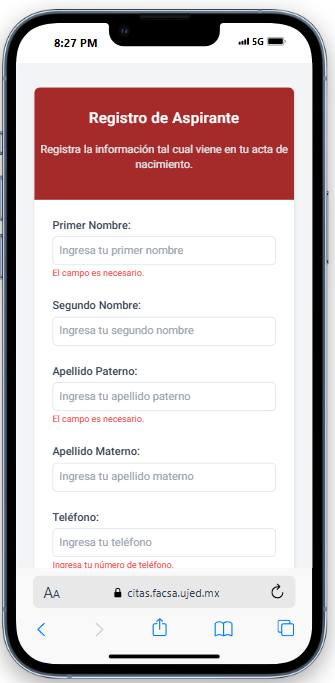 8:27 PM
5G
Registro de Aspirante
Registra la información tal cual viene en tu acta de
nacimiento.
Primer Nombre:
Ingresa tu primer nombre
El campo es necesario.
Segundo Nombre:
Ingresa tu segundo nombre
Apellido Paterno:
Ingresa tu apellido paterno
El campo es necesario.
Apellido Materno:
Ingresa tu apellido materno
Teléfono:
Ingresa tu teléfono
Ingresa tu número de teléfono.
AA
citas.facsa.ujed.mx